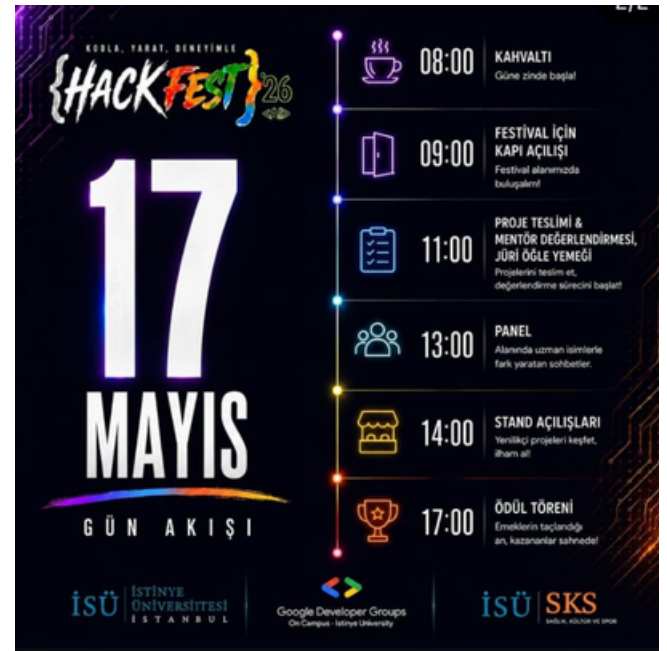 KODLA, YARAT, DENEYİMLE
{HACKFEST}'26
17
MAYIS
GÜN AKIŞI
08:00
KAHVALTI
Güne zinde başla!
09:00
FESTİVAL İÇİN
KAPI AÇILIŞI
Festival alanımızda
buluşalım!
11:00
PROJE TESLİMİ &
MENTÖR DEĞERLENDİRMESİ,
JÜRİ ÖĞLE YEMEĞİ
Projelerini teslim et,
değerlendirme sürecini başlat!
13:00
PANEL
Alanında uzman isimlerle
fark yaratan sohbetler.
14:00
STAND AÇILIŞLARI
Yenilikçi projeleri keşfet,
ilham al!
17:00
ÖDÜL TÖRENİ
Emeklerin taçlandığı
an, kazananlar sahnede!
İSÜ
İSTİNYE
ÜNİVERSİTESİ
İSTANBUL
Google Developer Groups
On Campus · Istinye University
İSÜ
SKS
SAĞLIK, KÜLTÜR VE SPOR